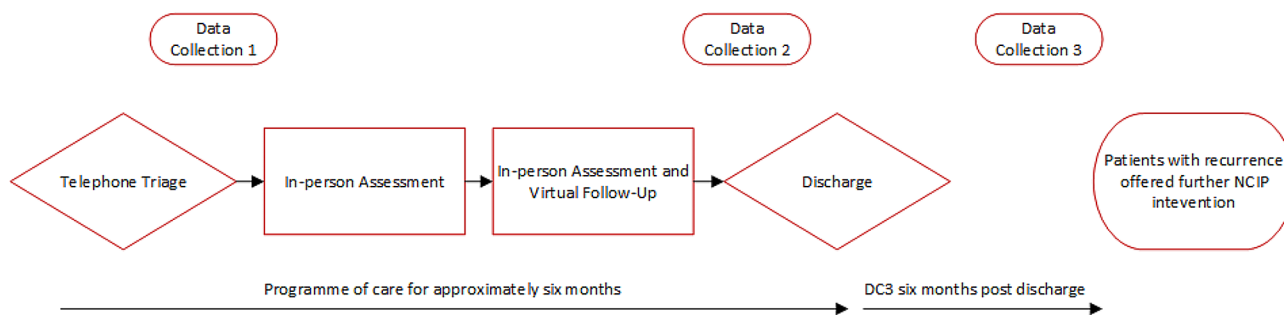 Data
Collection 1
Data
Collection 2
Data
Collection 3
Telephone Triage
In-person Assessment
In-person Assessment and
Virtual Follow-Up
Discharge
Patients with recurrence
offered further NCIP
intevention
Programme of care for approximately six months
DC3 six months post discharge